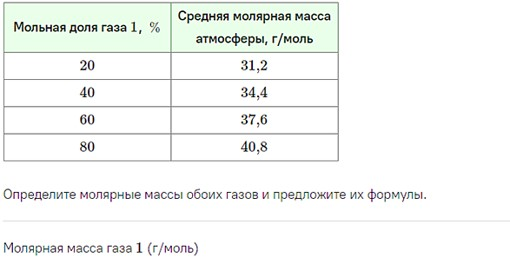 Мольная доля газа 1, %
Средняя молярная масса
атмосферы, г/моль
20 31,2
40 34,4
60 37,6
80 40,8
Определите молярные массы обоих газов и предложите их формулы.
Молярная масса газа 1 (г/моль)